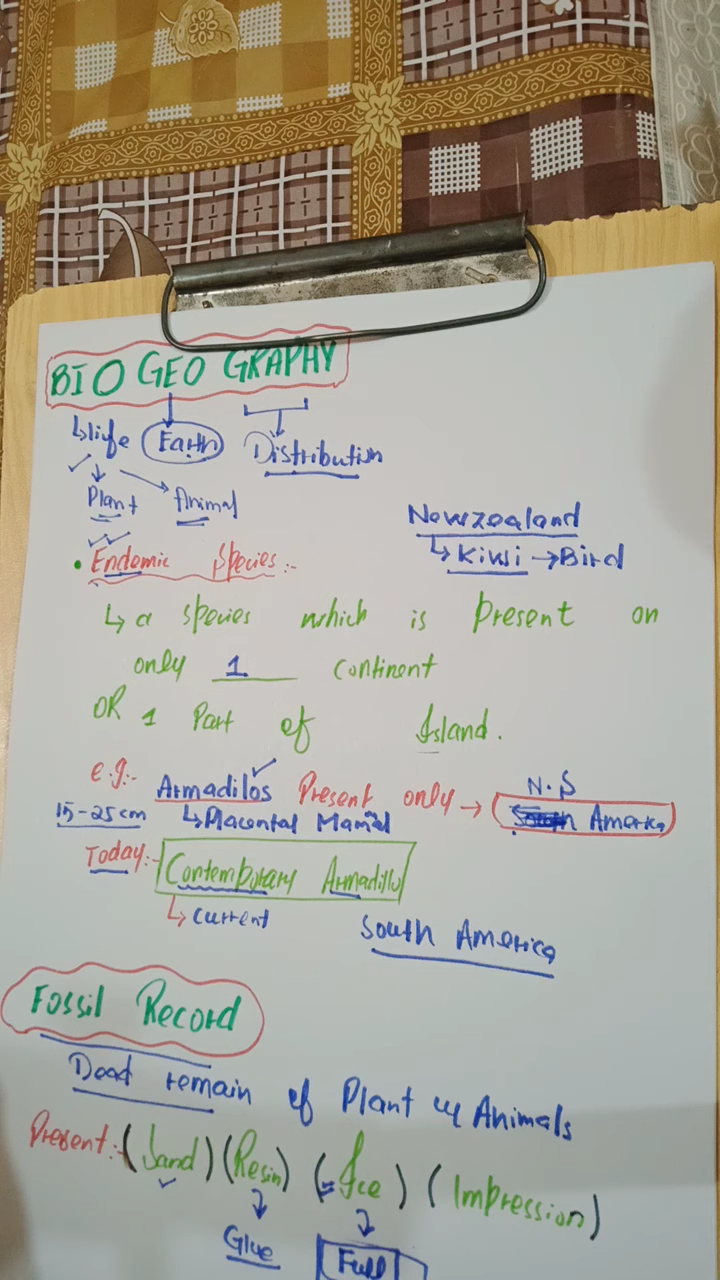 BIO GEO GRAPHY
↳life Earth Distribution
Plant Animal
Newzealand
↳ Kiwi → Bird
• Endemic Species:-
↳ a species which is Present on
only 1 continent
OR 1 Part of Island.
e.g:- Armadilos Present only → N.S America
15-25cm ↳Placental Mamal
Today:- Contemporary Armadillo
↳ current
South America
Fossil Record
Dead remain of Plant & Animals
Present:- (Sand) (Resin) (Ice) (Impression)
Glue Full